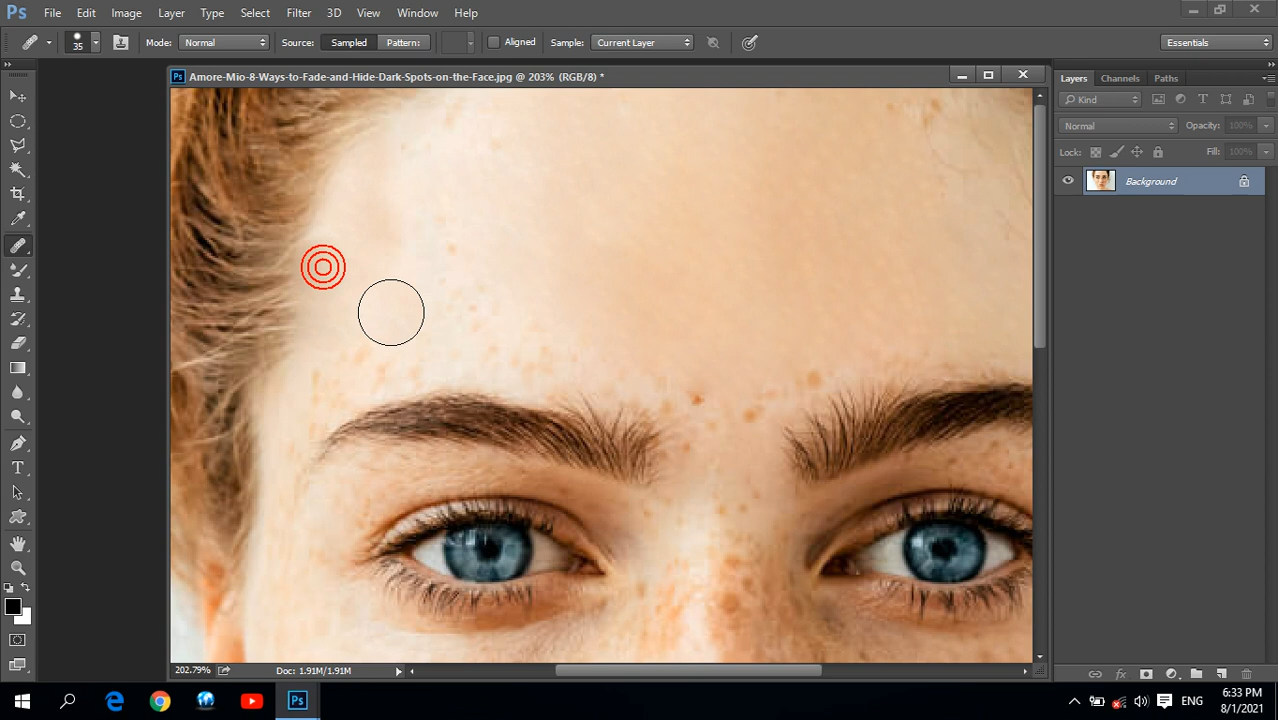 Ps File Edit Image Layer Type Select Filter 3D View Window Help
35 Mode: Normal Source: Sampled Pattern: Aligned Sample: Current Layer Essentials
Ps Amore-Mio-8-Ways-to-Fade-and-Hide-Dark-Spots-on-the-Face.jpg @ 203% (RGB/8) *
Layers Channels Paths
Kind
Normal Opacity: 100%
Lock: Fill: 100%
Background
202.79% Doc: 1.91M/1.91M
Ps ENG 6:33 PM
8/1/2021